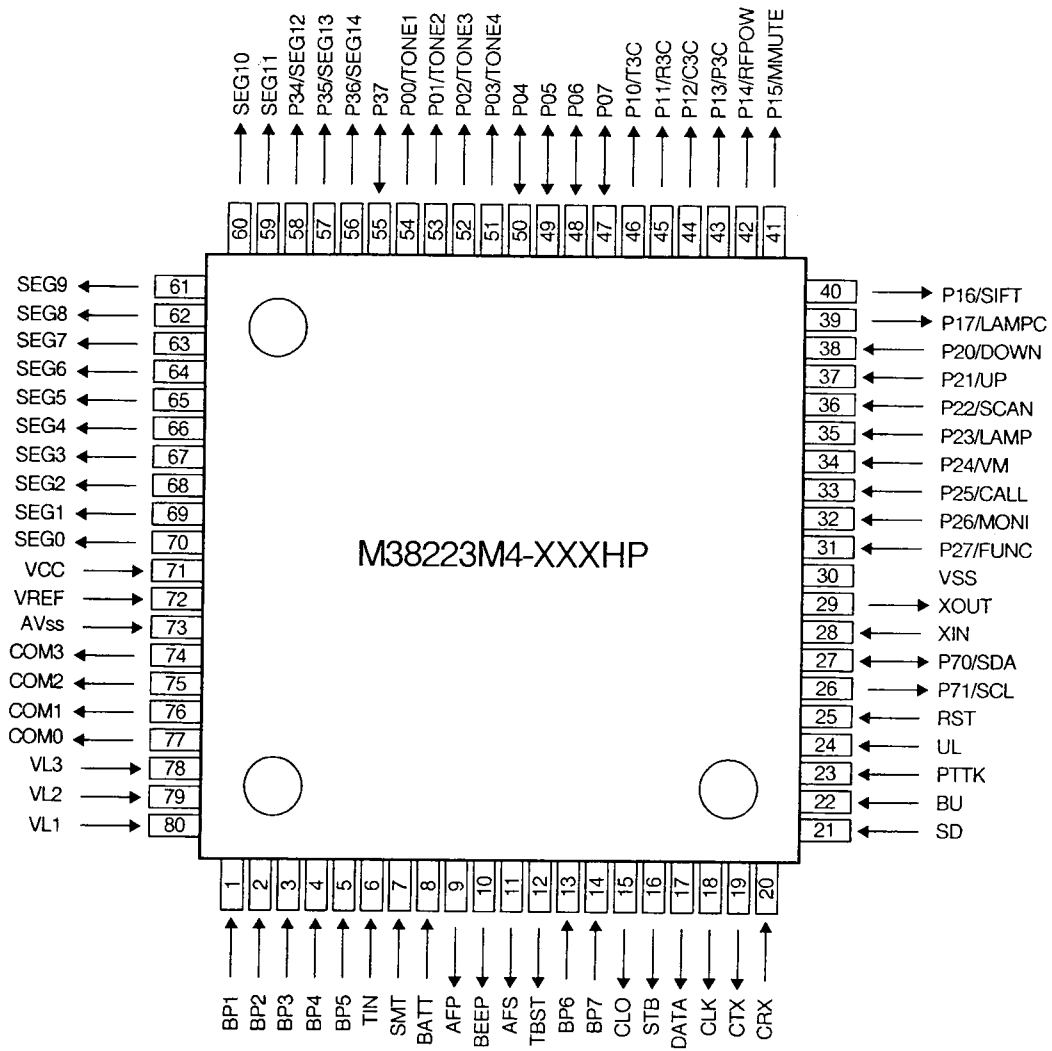 SEG10
SEG11
P34/SEG12
P35/SEG13
P36/SEG14
P37
P00/TONE1
P01/TONE2
P02/TONE3
P03/TONE4
P04
P05
P06
P07
P10/T3C
P11/R3C
P12/C3C
P13/P3C
P14/RFPOW
P15/MMUTE
60
59
58
57
56
55
54
53
52
51
50
49
48
47
46
45
44
43
42
41
SEG9 61
SEG8 62
SEG7 63
SEG6 64
SEG5 65
SEG4 66
SEG3 67
SEG2 68
SEG1 69
SEG0 70
VCC 71
VREF 72
AVss 73
COM3 74
COM2 75
COM1 76
COM0 77
VL3 78
VL2 79
VL1 80
M38223M4-XXXHP
40 P16/SIFT
39 P17/LAMPC
38 P20/DOWN
37 P21/UP
36 P22/SCAN
35 P23/LAMP
34 P24/VM
33 P25/CALL
32 P26/MONI
31 P27/FUNC
30 VSS
29 XOUT
28 XIN
27 P70/SDA
26 P71/SCL
25 RST
24 UL
23 PTTK
22 BU
21 SD
1
2
3
4
5
6
7
8
9
10
11
12
13
14
15
16
17
18
19
20
BP1
BP2
BP3
BP4
BP5
TIN
SMT
BATT
AFP
BEEP
AFS
TBST
BP6
BP7
CLO
STB
DATA
CLK
CTX
CRX